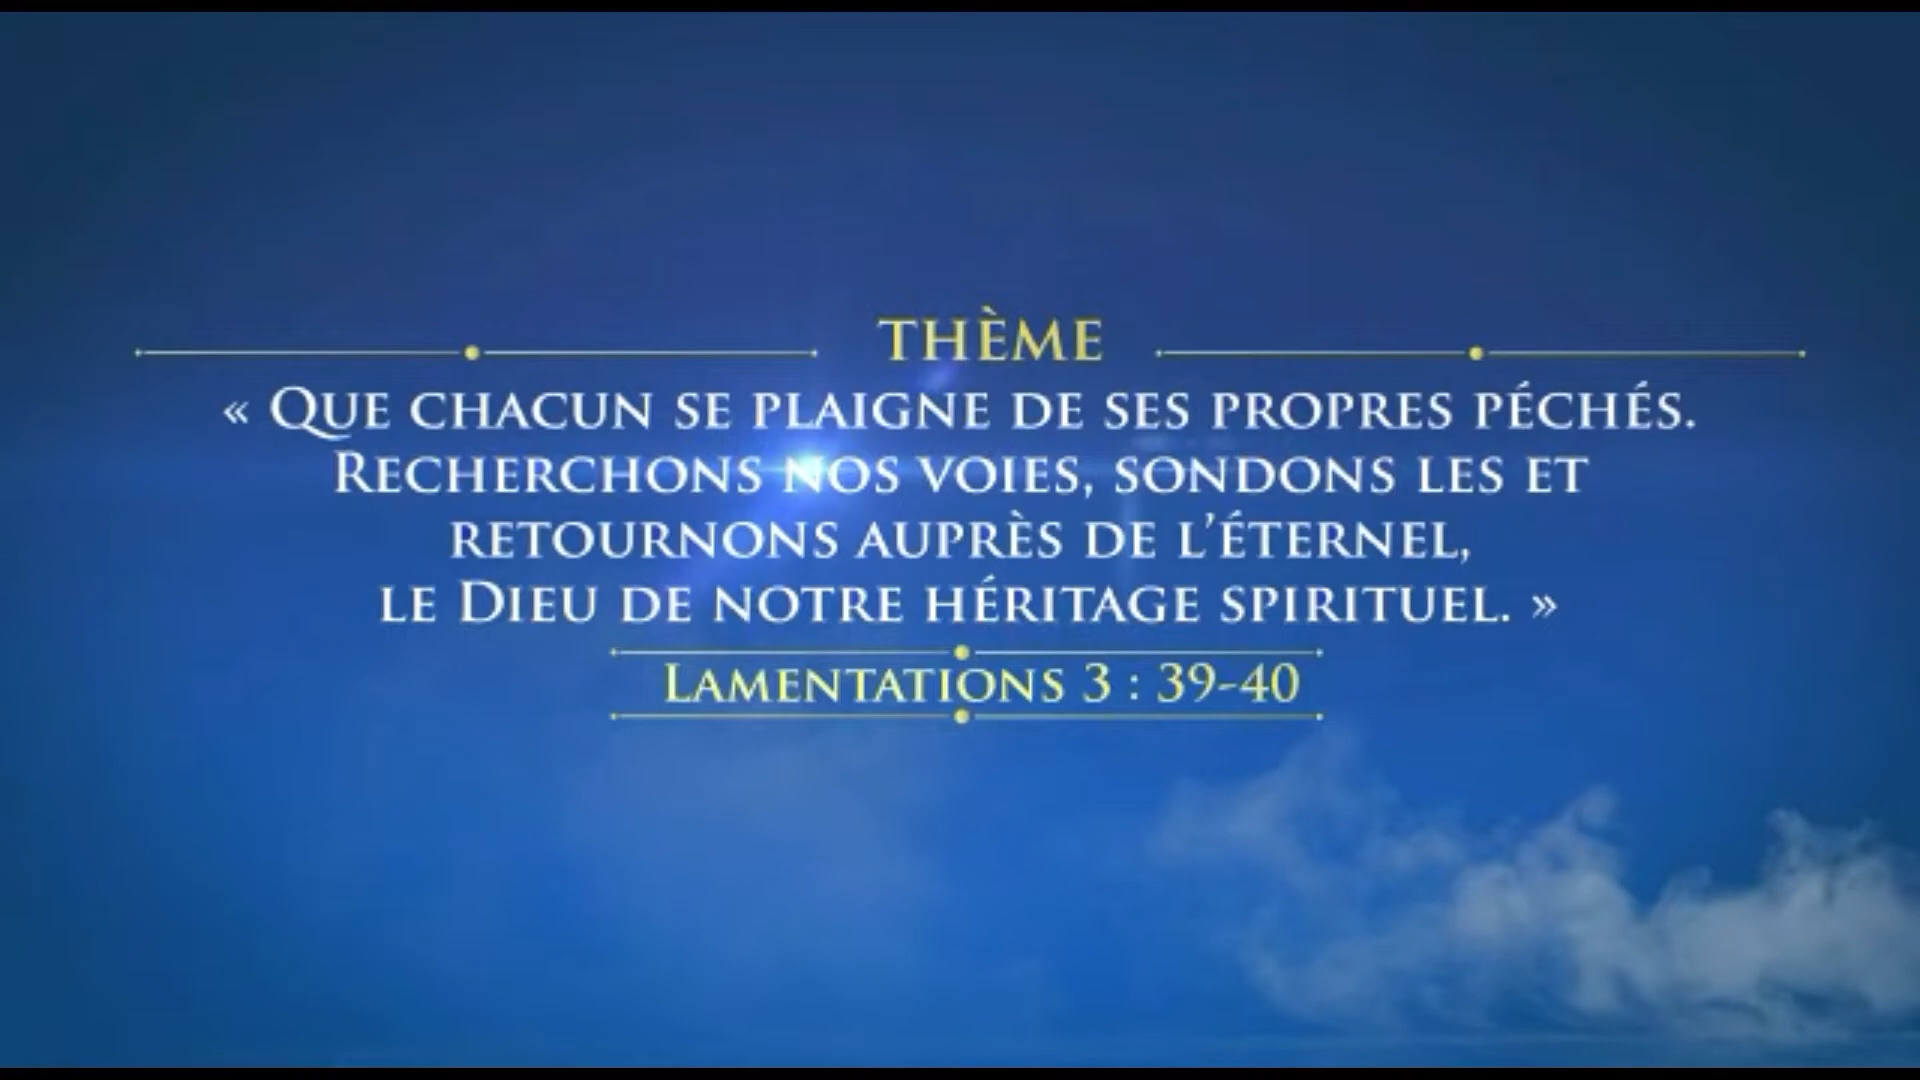 THÈME
« Que chacun se plaigne de ses propres péchés.
Recherchons nos voies, sondons les et
retournons auprès de l’Éternel,
le Dieu de notre héritage spirituel. »
Lamentations 3 : 39-40